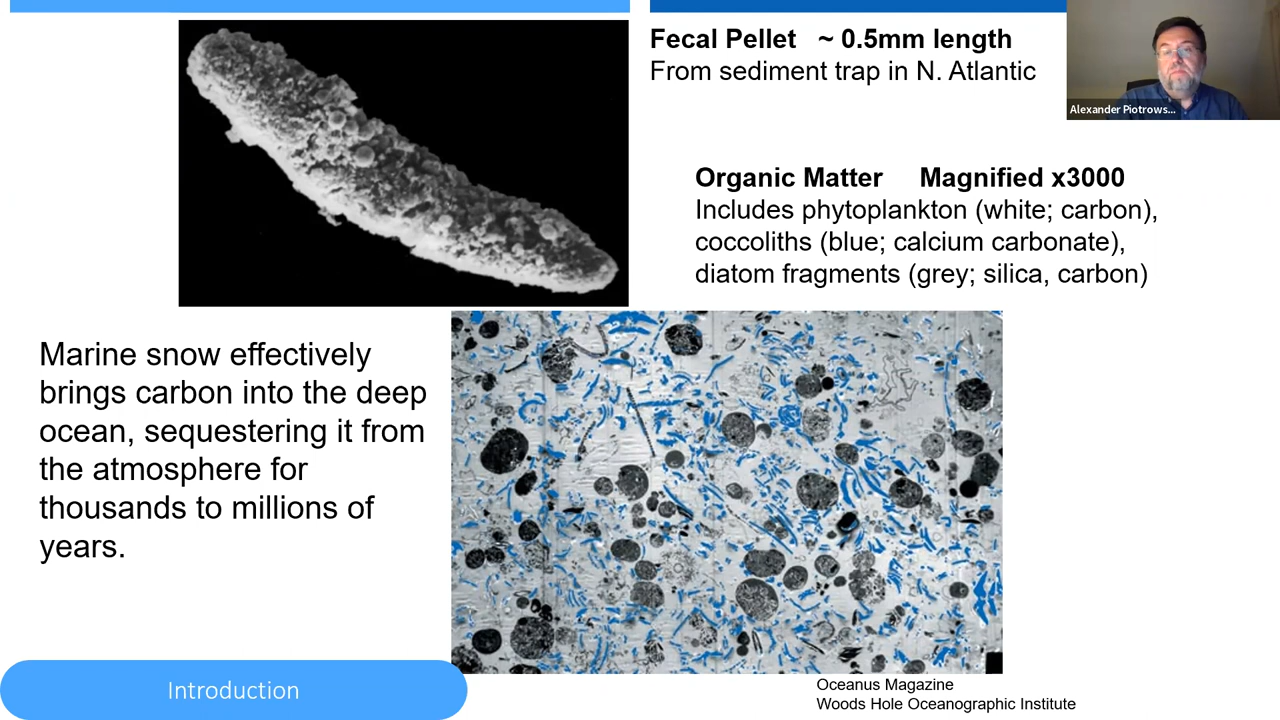 Fecal Pellet ~ 0.5mm length
From sediment trap in N. Atlantic
Alexander Piotrows...
Organic Matter Magnified x3000
Includes phytoplankton (white; carbon),
coccoliths (blue; calcium carbonate),
diatom fragments (grey; silica, carbon)
Marine snow effectively
brings carbon into the deep
ocean, sequestering it from
the atmosphere for
thousands to millions of
years.
Introduction
Oceanus Magazine
Woods Hole Oceanographic Institute